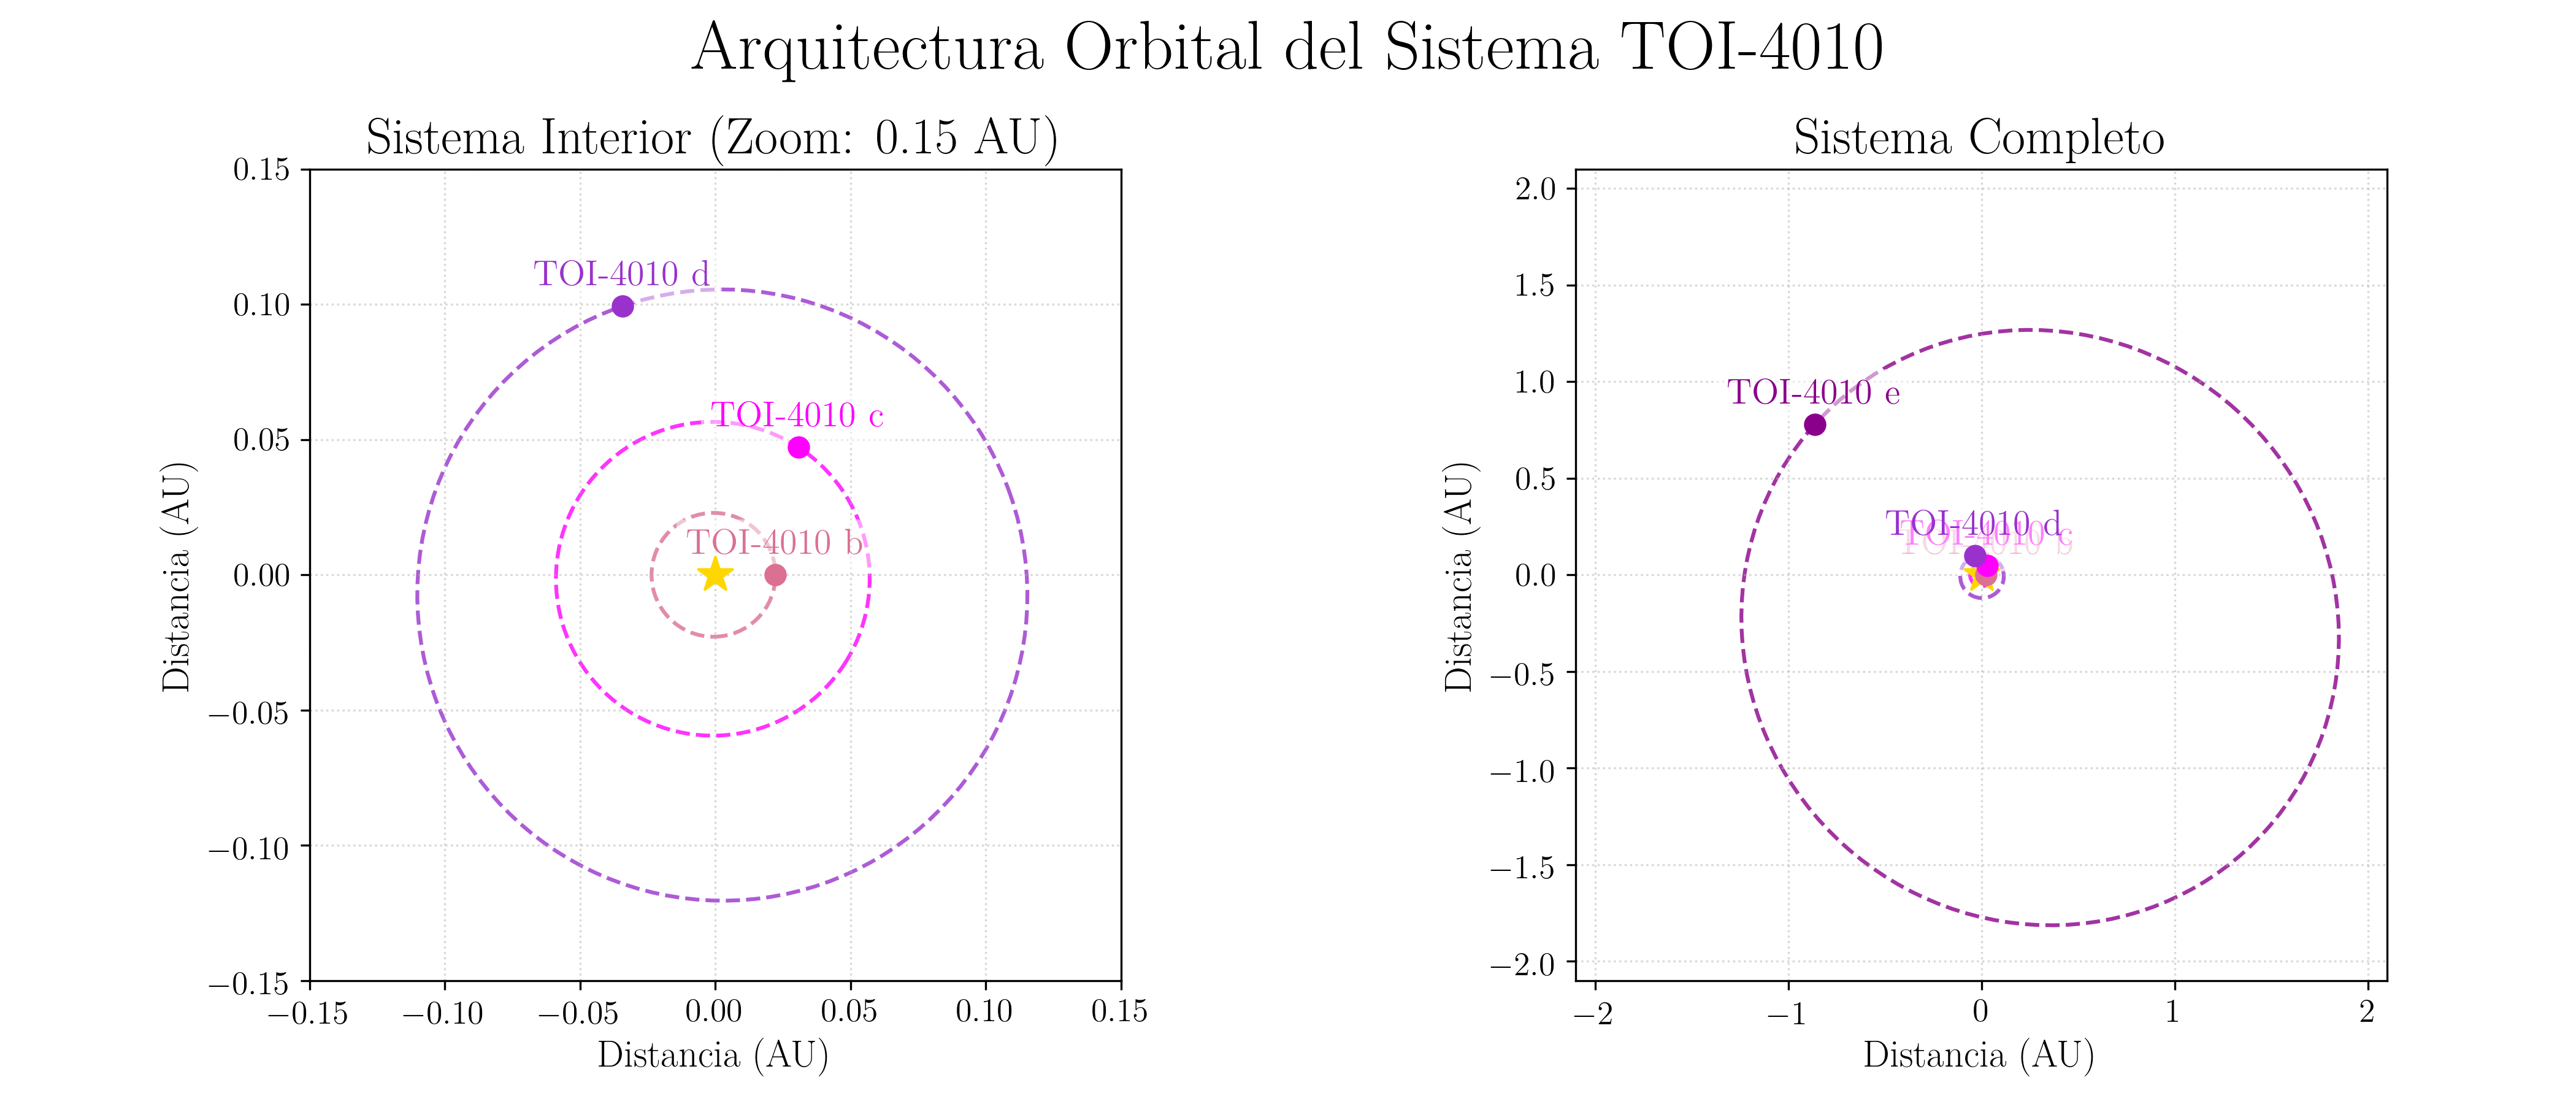 Arquitectura Orbital del Sistema TOI-4010
Sistema Interior (Zoom: 0.15 AU)
0.15
0.10
0.05
0.00
−0.05
−0.10
−0.15
Distancia (AU)
TOI-4010 d
TOI-4010 c
TOI-4010 b
−0.15
−0.10
−0.05
0.00
0.05
0.10
0.15
Distancia (AU)
Sistema Completo
2.0
1.5
1.0
0.5
0.0
−0.5
−1.0
−1.5
−2.0
Distancia (AU)
TOI-4010 e
TOI-4010 d
TOI-4010 c
TOI-4010 b
−2
−1
0
1
2
Distancia (AU)